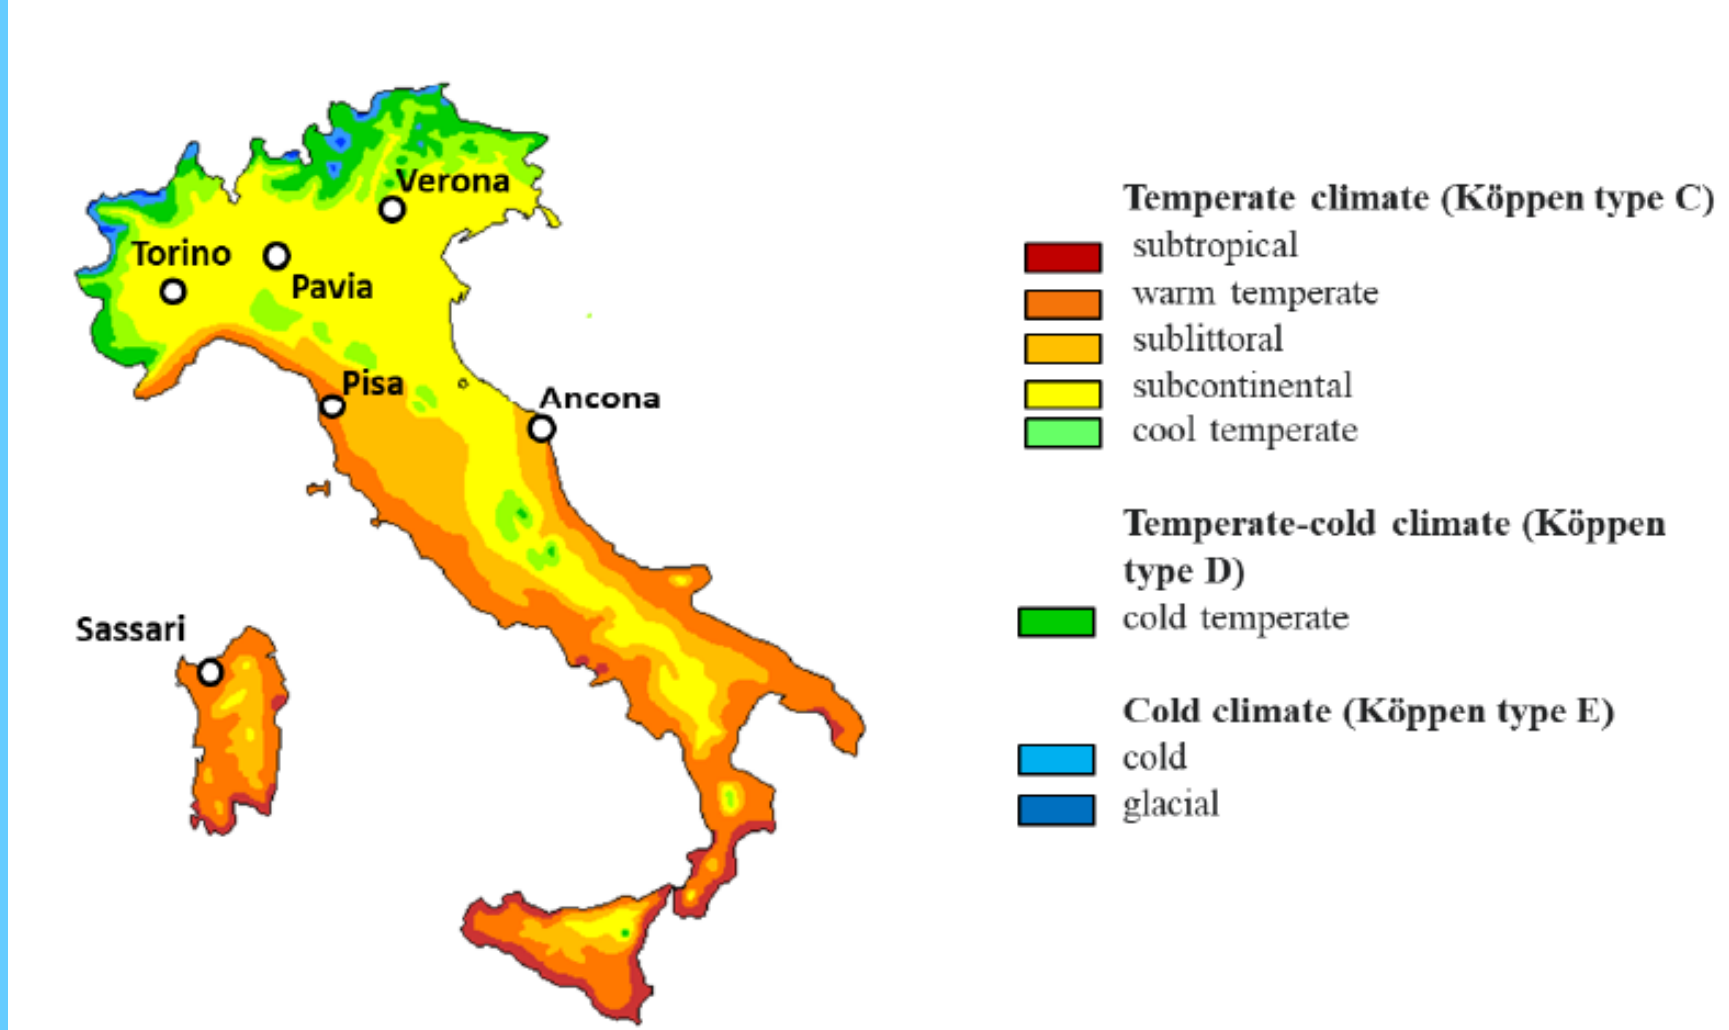 Verona
Torino
Pavia
Pisa
Ancona
Sassari
Temperate climate (Köppen type C)
subtropical
warm temperate
sublittoral
subcontinental
cool temperate
Temperate-cold climate (Köppen
type D)
cold temperate
Cold climate (Köppen type E)
cold
glacial